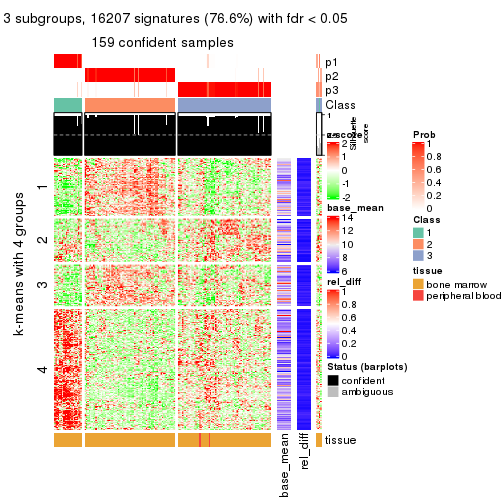 3 subgroups, 16207 signatures (76.6%) with fdr < 0.05
159 confident samples
p1
p2
p3
Class
1
Silhouette
score
k-means with 4 groups
1
2
3
4
tissue
base_mean
rel_diff
z-score
2
1
0
-1
-2
base_mean
14
12
10
8
6
rel_diff
1
0.8
0.6
0.4
0.2
0
Status (barplots)
confident
ambiguous
Prob
1
0.8
0.6
0.4
0.2
0
Class
1
2
3
tissue
bone marrow
peripheral blood